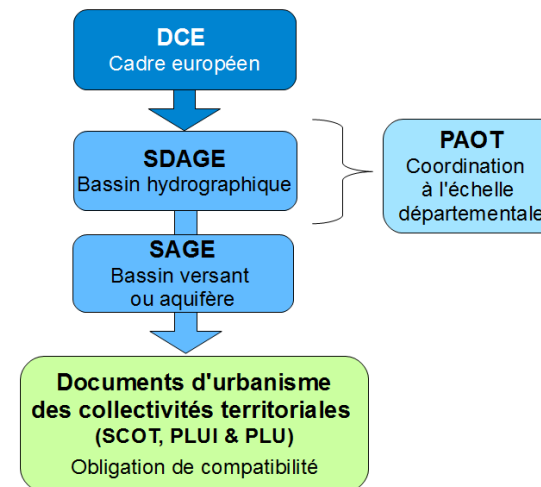 DCE
Cadre européen
SDAGE
Bassin hydrographique
PAOT
Coordination
à l'échelle
départementale
SAGE
Bassin versant
ou aquifère
Documents d'urbanisme
des collectivités territoriales
(SCOT, PLUI & PLU)
Obligation de compatibilité